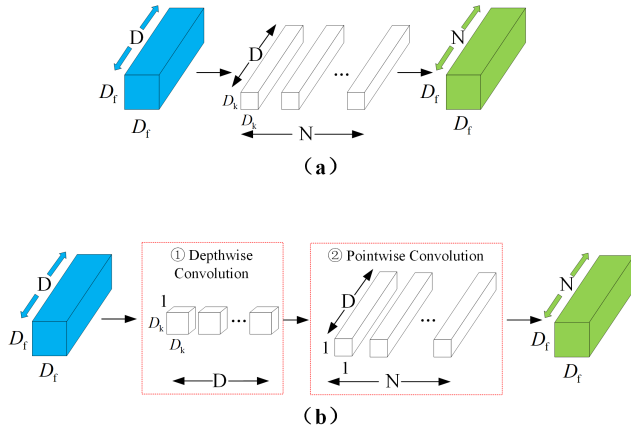 D
D
N
Df
Df
Dk
Dk
...
Df
Df
N
(a)
① Depthwise
Convolution
② Pointwise Convolution
D
D
N
1
Dk
Dk
...
1
1
...
Df
Df
Df
Df
D
N
(b)